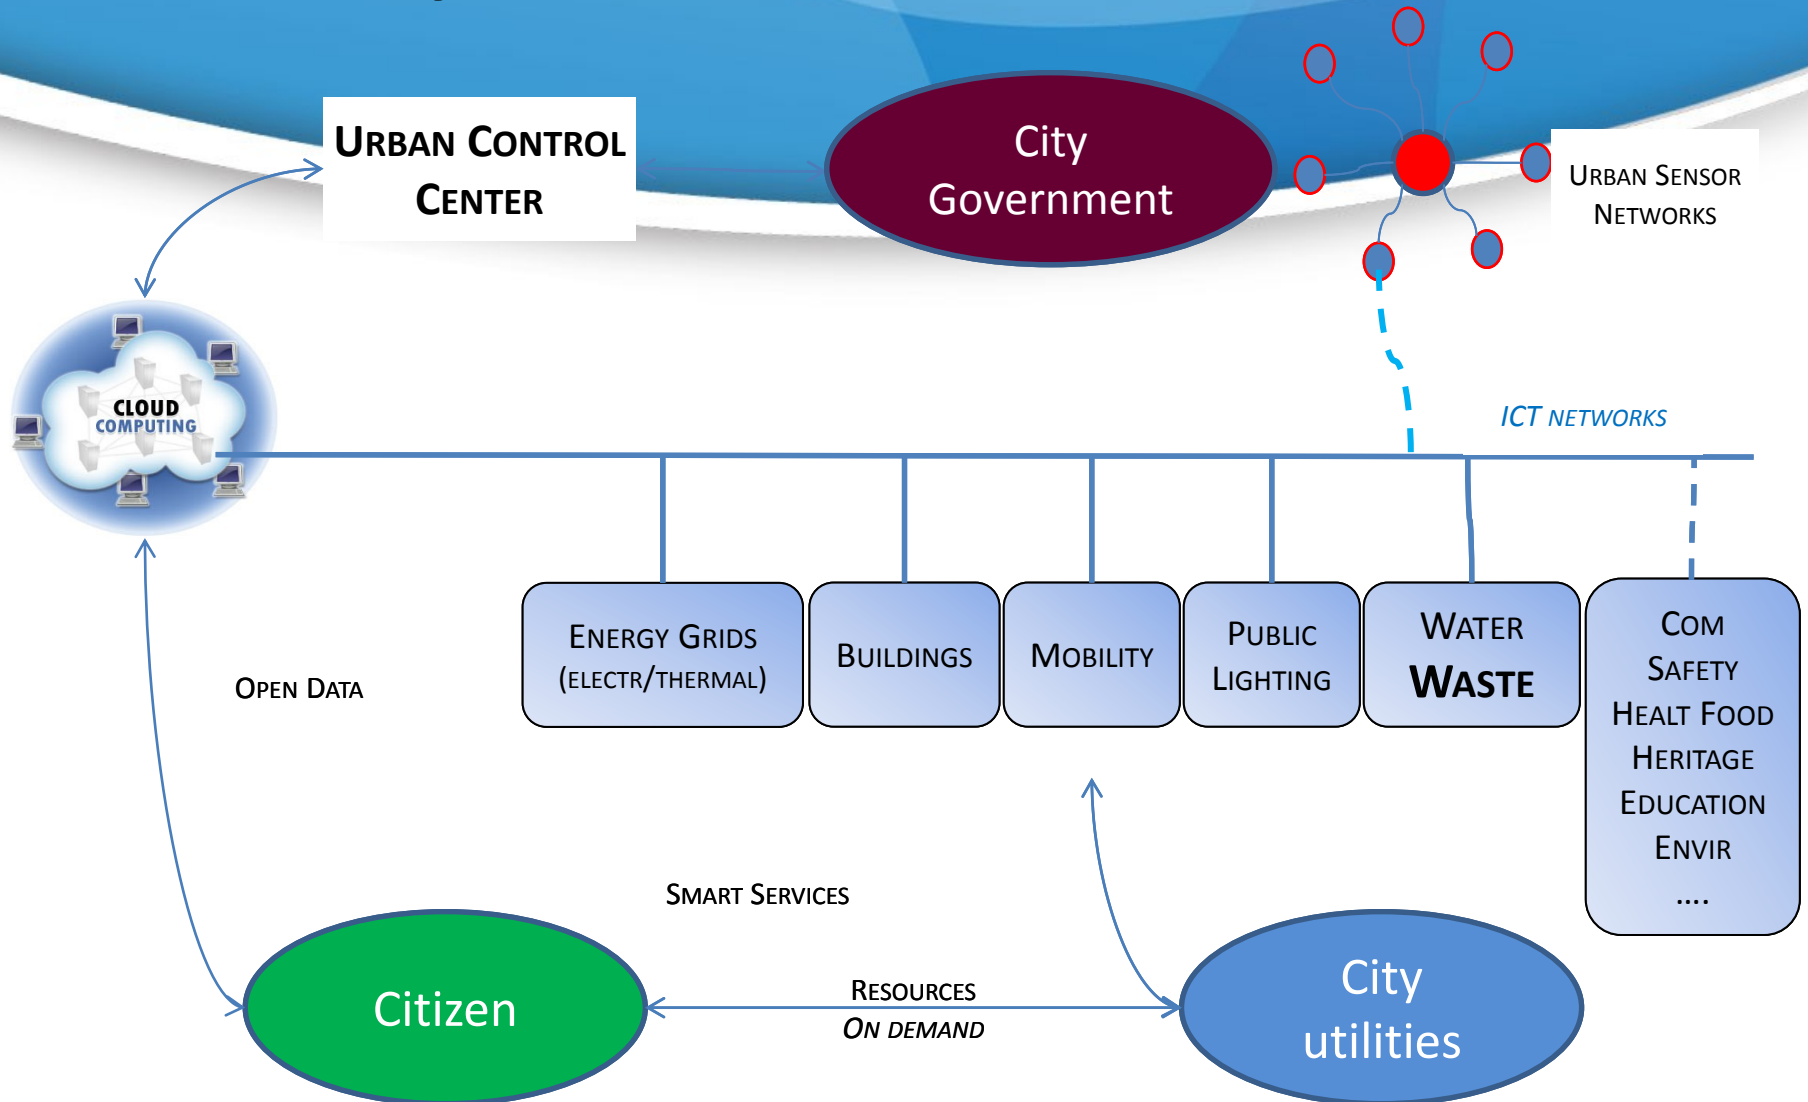 URBAN CONTROL
CENTER
City
Government
URBAN SENSOR
NETWORKS
CLOUD
COMPUTING
ICT NETWORKS
ENERGY GRIDS
(ELECTR/THERMAL)
BUILDINGS
MOBILITY
PUBLIC
LIGHTING
WATER
WASTE
COM
SAFETY
HEALT FOOD
HERITAGE
EDUCATION
ENVIR
....
OPEN DATA
SMART SERVICES
Citizen
RESOURCES
ON DEMAND
City
utilities